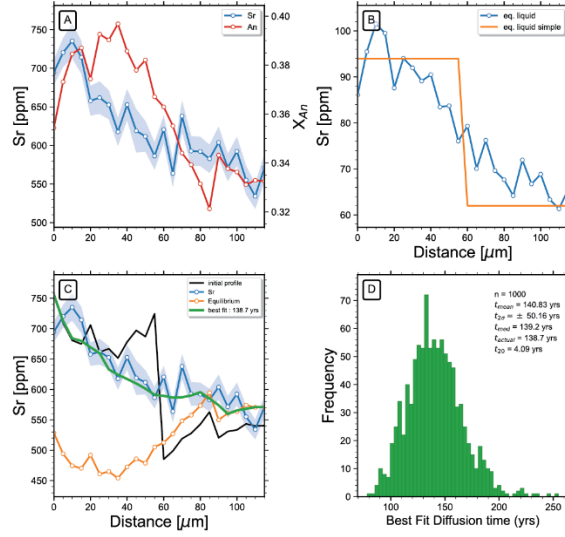 A
Sr
An
750
700
650
600
550
500
Sr [ppm]
0.40
0.38
0.36
0.34
0.32
X_An
0 20 40 60 80 100
B
eq. liquid
eq. liquid simple
100
90
80
70
60
Sr [ppm]
0 20 40 60 80 100
Distance [μm]
Distance [μm]
C
initial profile
Sr
Equilibrium
best fit : 138.7 yrs
750
700
650
600
550
500
450
Sr [ppm]
0 20 40 60 80 100
Distance [μm]
D
n = 1000
t_mean = 140.83 yrs
t_2σ = ± 50.16 yrs
t_med = 139.2 yrs
t_actual = 138.7 yrs
= 4.09 yrs
70
60
50
40
30
20
10
0
Frequency
100 150 200 250
Best Fit Diffusion time (yrs)